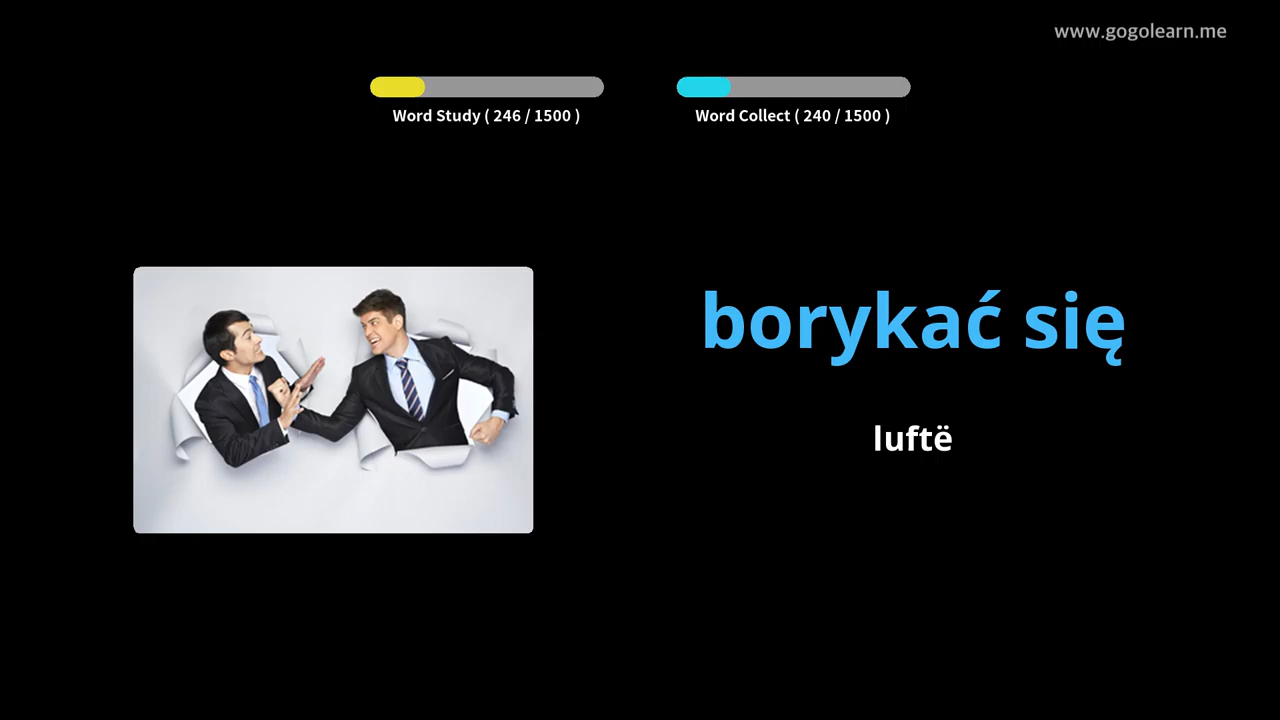 www.gogolearn.me
Word Study ( 246 / 1500 )
Word Collect ( 240 / 1500 )
borykać się
luftë